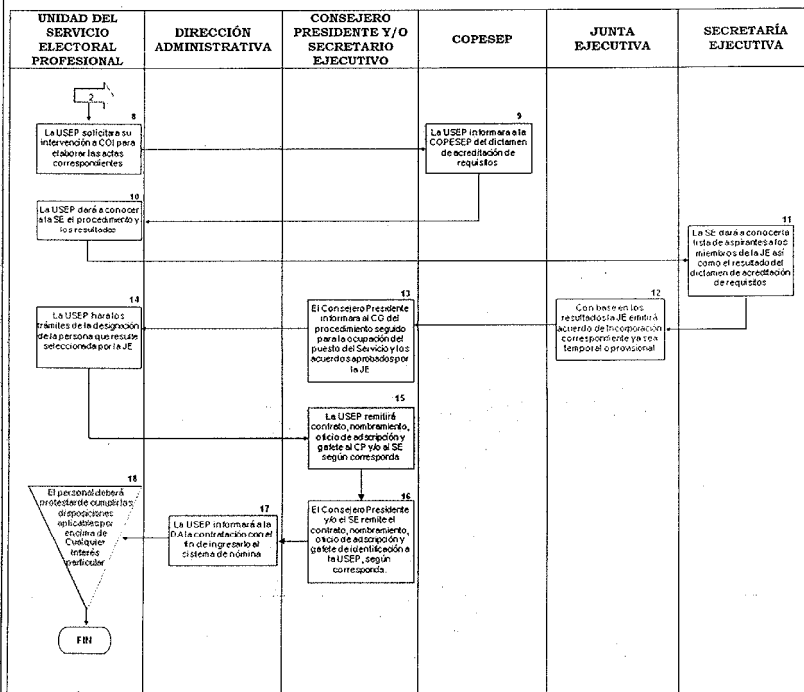 UNIDAD DEL
SERVICIO
ELECTORAL
PROFESIONAL
DIRECCIÓN
ADMINISTRATIVA
CONSEJERO
PRESIDENTE Y/O
SECRETARIO
EJECUTIVO
COPESEP
JUNTA
EJECUTIVA
SECRETARÍA
EJECUTIVA
2
8
La USEP solicitara su
intervención a COI para
elaborar las actas
correspondientes
9
La USEP informara a la
COPESEP del dictamen
de acreditación de
requisitos
10
La USEP dará a conocer
a la SE el procedimiento y
los resultados
11
La SE dará a conocer la
lista de aspirantes a los
miembros de la JE así
como el resultado del
dictamen de acreditación
de requisitos
12
Con base en los
resultados la JE emitirá
acuerdo de Incorporación
correspondiente ya sea
temporal o provisional
13
El Consejero Presidente
informara al CG del
procedimiento seguido
para la ocupación del
puesto del Servicio y los
acuerdos aprobados por
la JE
14
La USEP hará los
trámites de la designación
de la persona que resulte
seleccionada por la JE
15
La USEP remitirá
contrato, nombramiento,
oficio de adscripción y
gafete al CP y/o al SE
según corresponda
16
El Consejero Presidente
y/o el SE remite el
contrato, nombramiento,
oficio de adscripción y
gafete de identificación a
la USEP, según
corresponda.
17
La USEP informará a la
DA la contratación con el
fin de ingresarlo al
sistema de nómina
18
El personal deberá
protestar de cumplir las
disposiciones
aplicables por
encima de
Cualquier
interés
particular
FIN